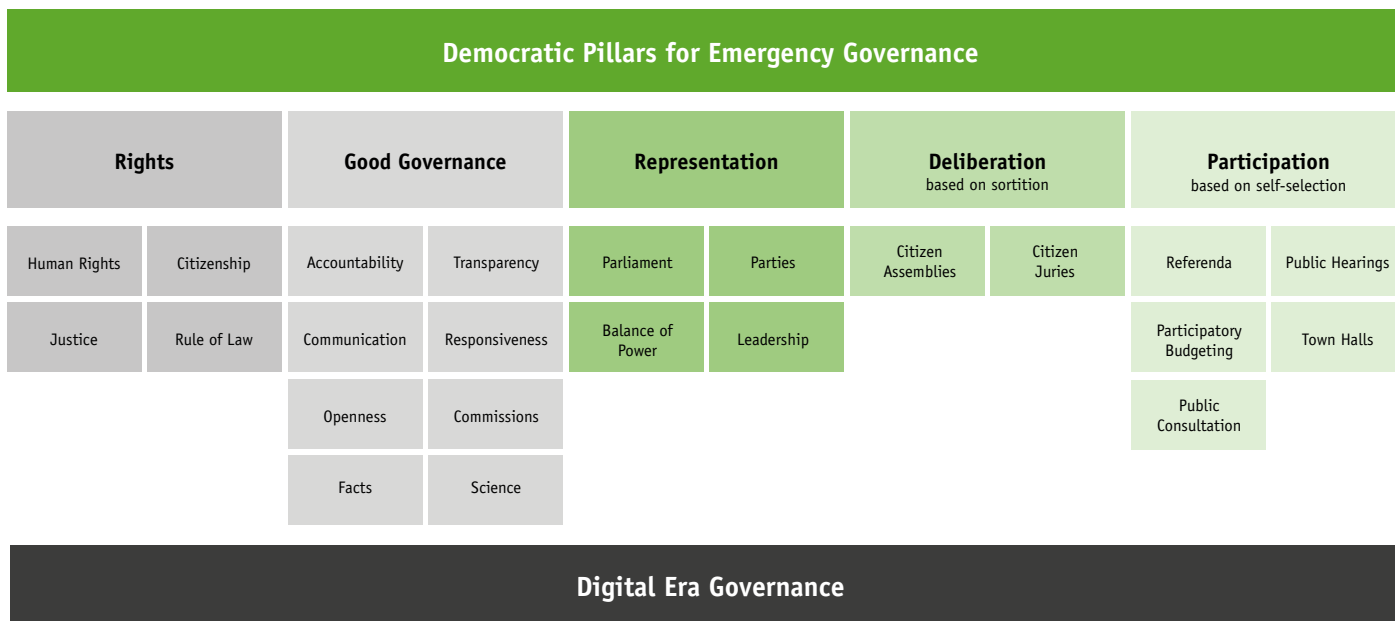 Democratic Pillars for Emergency Governance
Rights
Good Governance
Representation
Deliberation
based on sortition
Participation
based on self-selection
Human Rights
Citizenship
Accountability
Transparency
Parliament
Parties
Citizen
Assemblies
Citizen
Juries
Referenda
Public Hearings
Justice
Rule of Law
Communication
Responsiveness
Balance of
Power
Leadership
Participatory
Budgeting
Town Halls
Openness
Commissions
Public
Consultation
Facts
Science
Digital Era Governance